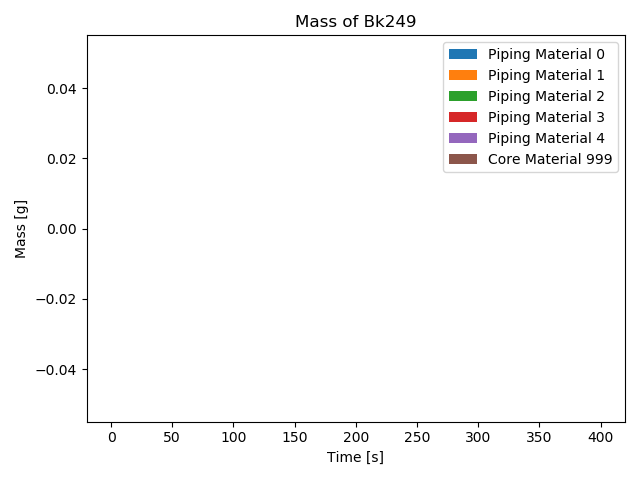 Mass of Bk249
Piping Material 0
Piping Material 1
Piping Material 2
Piping Material 3
Piping Material 4
Core Material 999
Mass [g]
0.04
0.02
0.00
−0.02
−0.04
0 50 100 150 200 250 300 350 400
Time [s]